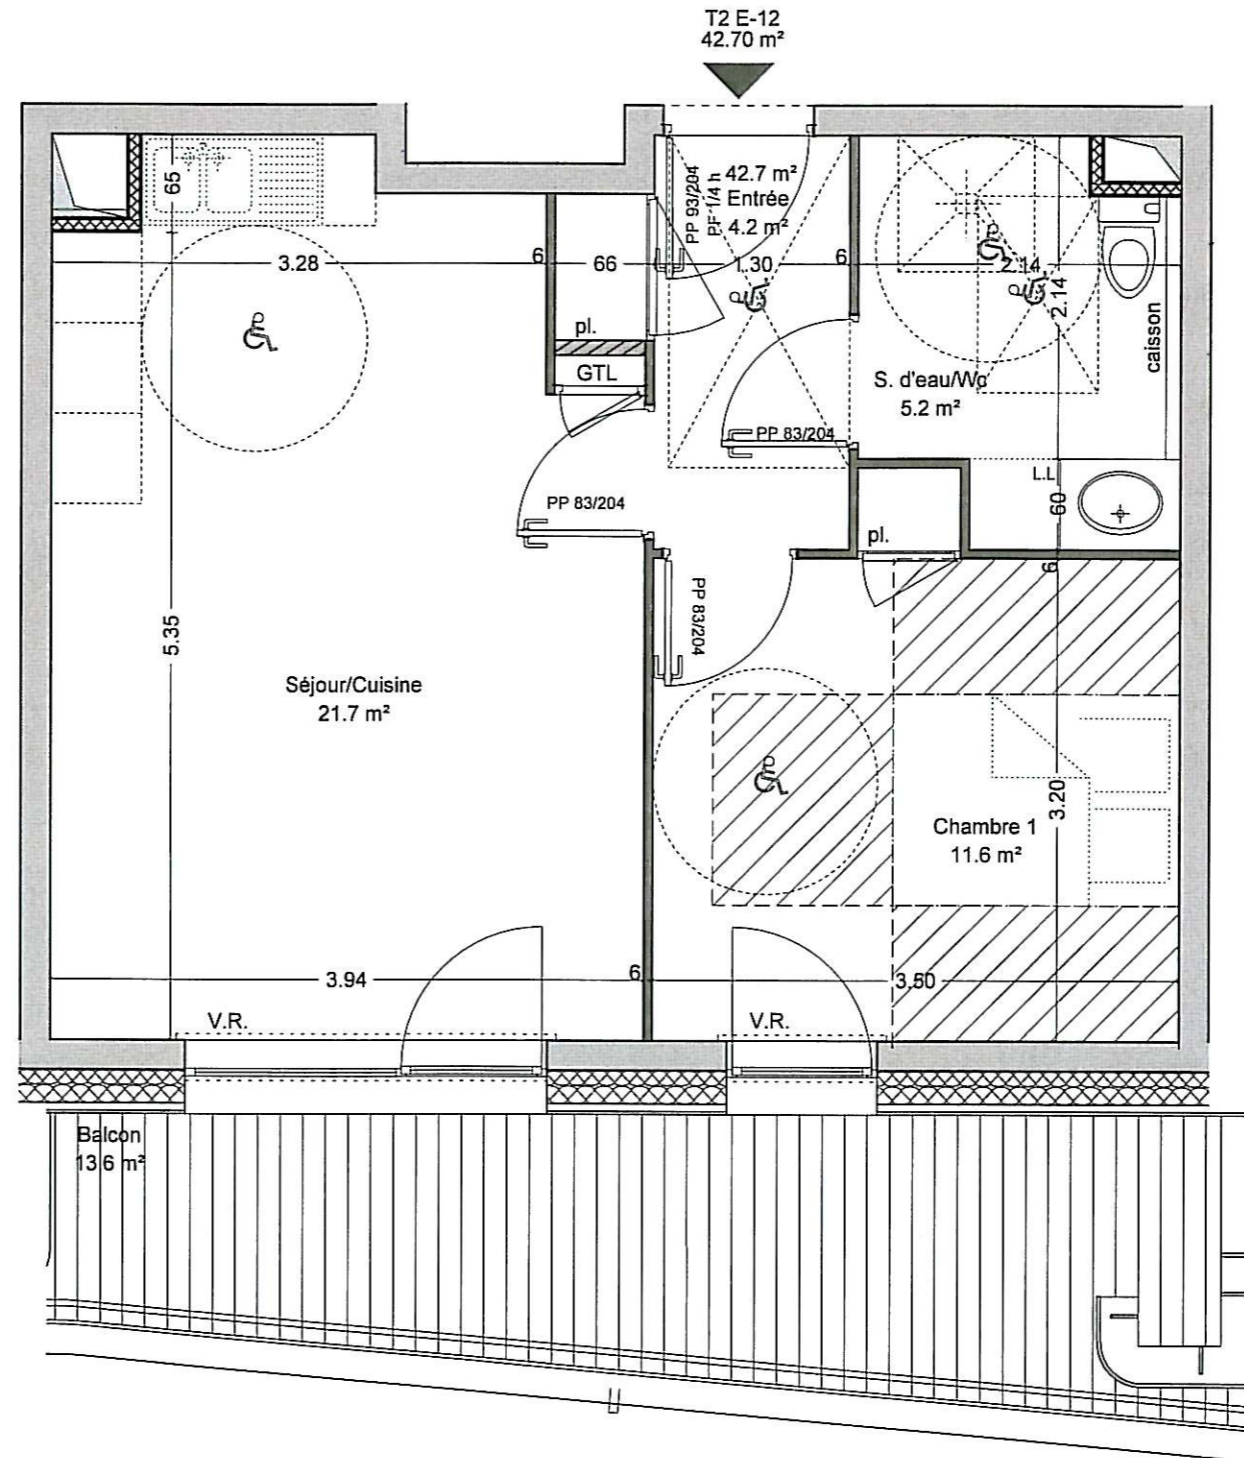 T2 E-12
42.70 m²
42.7 m²
Entrée
4.2 m²
PP 93/204
PF 1/4 h
65
3.28
6
66
1.30
6
2.14
2.14
caisson
pl.
GTL
S. d'eau/Wc
5.2 m²
PP 83/204
L.L
60
PP 83/204
pl.
6
PP 83/204
5.35
Séjour/Cuisine
21.7 m²
3.20
Chambre 1
11.6 m²
3.94
6
3.50
V.R.
V.R.
Balcon
13.6 m²